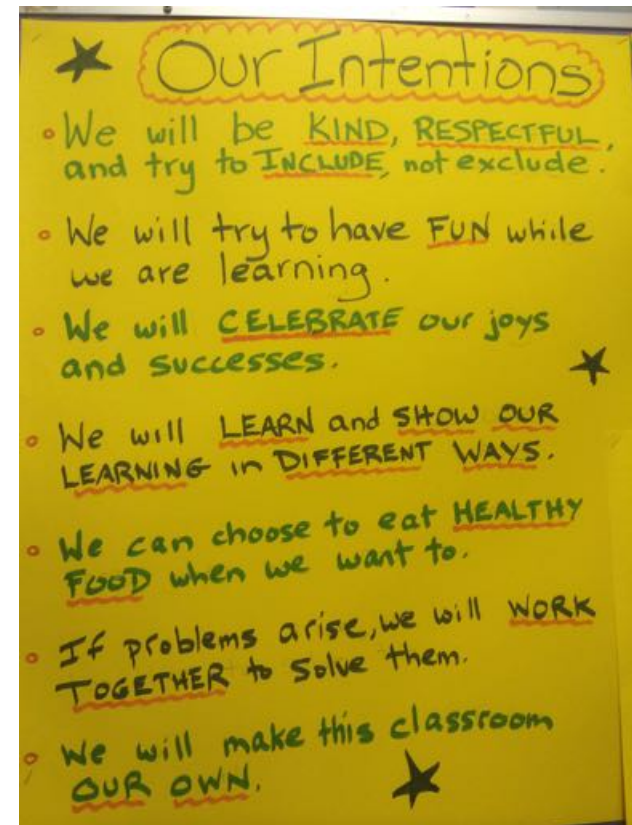 Our Intentions
We will be KIND, RESPECTFUL,
and try to INCLUDE, not exclude.
We will try to have FUN while
we are learning.
We will CELEBRATE our joys
and successes.
We will LEARN and SHOW OUR
LEARNING in DIFFERENT WAYS.
We can choose to eat HEALTHY
FOOD when we want to.
If problems arise, we will WORK
TOGETHER to solve them.
We will make this classroom
OUR OWN.